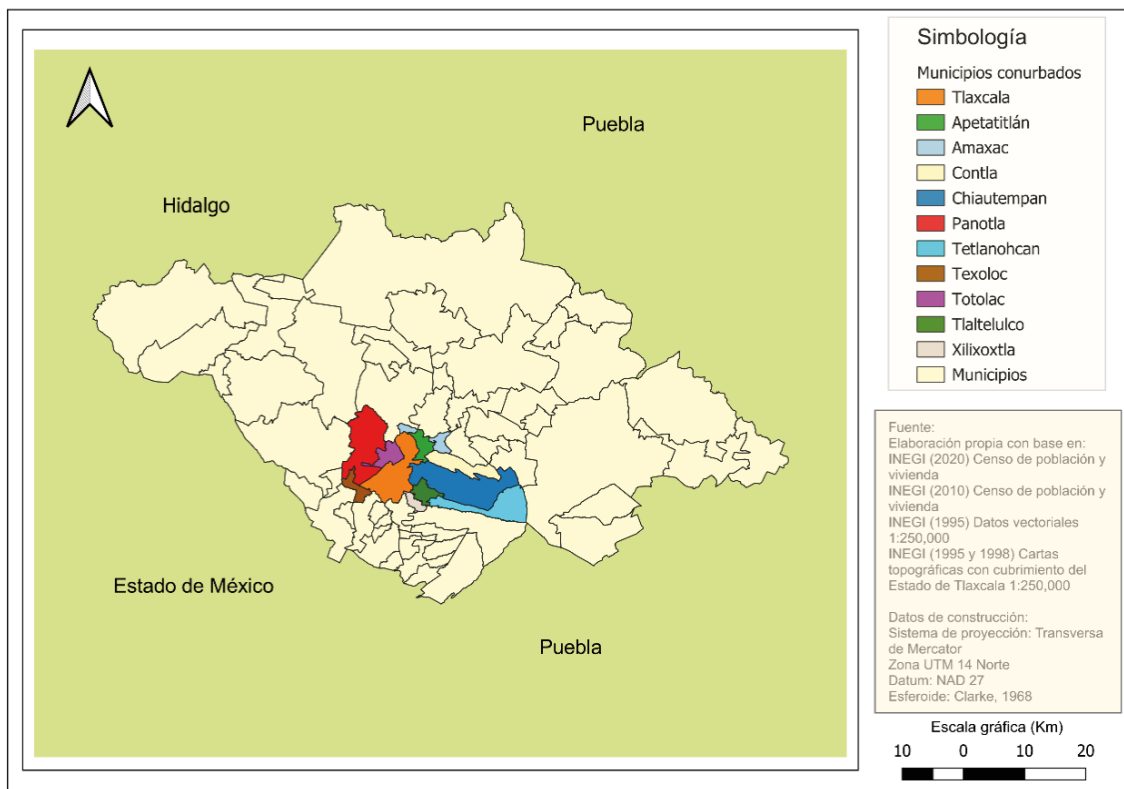 Puebla
Hidalgo
Estado de México
Puebla
Simbología
Municipios conurbados
Tlaxcala
Apetatitlán
Amaxac
Contla
Chiautempan
Panotla
Tetlanohcan
Texoloc
Totolac
Tlaltelulco
Xilixoxtla
Municipios
Fuente:
Elaboración propia con base en:
INEGI (2020) Censo de población y
vivienda
INEGI (2010) Censo de población y
vivienda
INEGI (1995) Datos vectoriales
1:250,000
INEGI (1995 y 1998) Cartas
topográficas con cubrimiento del
Estado de Tlaxcala 1:250,000
Datos de construcción:
Sistema de proyección: Transversa
de Mercator
Zona UTM 14 Norte
Datum: NAD 27
Esferoide: Clarke, 1968
Escala gráfica (Km)
10 0 10 20